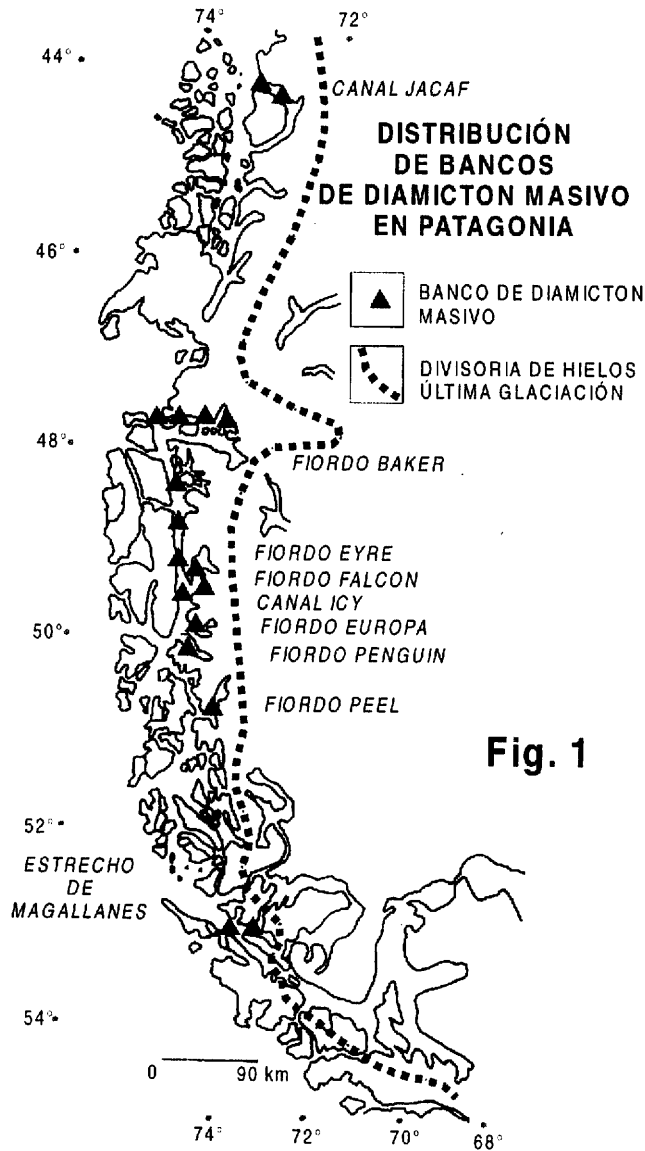 74°
72°
44°
CANAL JACAF
DISTRIBUCIÓN
DE BANCOS
DE DIAMICTON MASIVO
EN PATAGONIA
46°
BANCO DE DIAMICTON
MASIVO
DIVISORIA DE HIELOS
ÚLTIMA GLACIACIÓN
48°
FIORDO BAKER
FIORDO EYRE
FIORDO FALCON
CANAL ICY
FIORDO EUROPA
50°
FIORDO PENGUIN
FIORDO PEEL
Fig. 1
52°
ESTRECHO
DE
MAGALLANES
54°
0 90 km
74°
72°
70°
68°